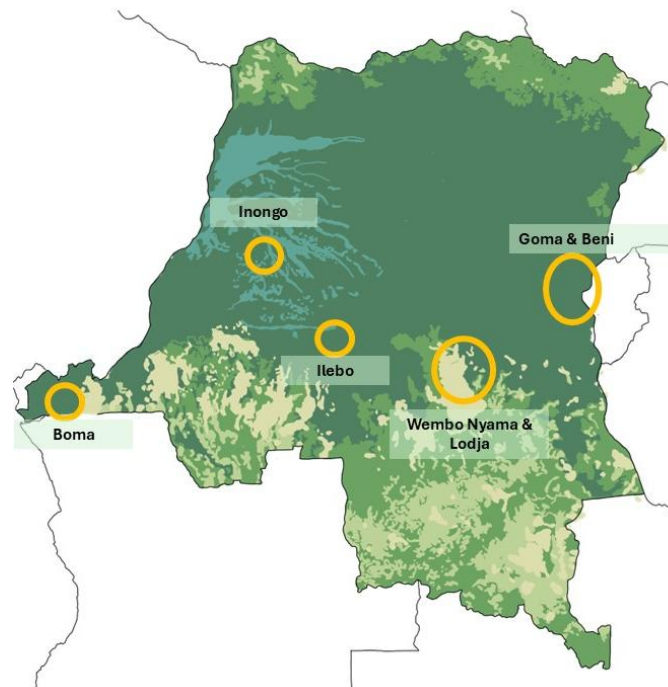 Inongo
Goma & Beni
Ilebo
Wembo Nyama &
Lodja
Boma